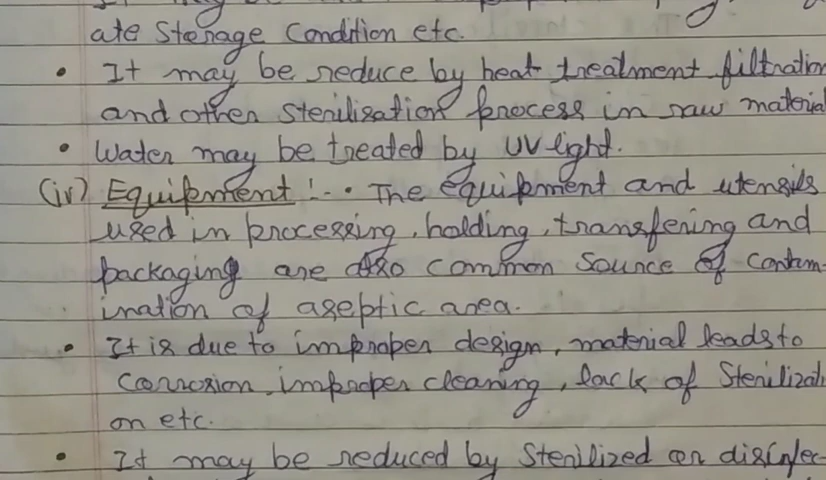 ate Storage Condition etc.
• It may be reduce by heat treatment filtration
and other Sterilization process in raw material
• Water may be treated by UV light.
(iv) Equipment :- • The equipment and utensils
used in processing, holding, transfering and
packaging are also common source of contam-
ination of aseptic area.
• It is due to improper design, material leads to
Corrosion, improper cleaning, lack of Sterilizati
on etc.
• It may be reduced by Sterilized or disinfec-